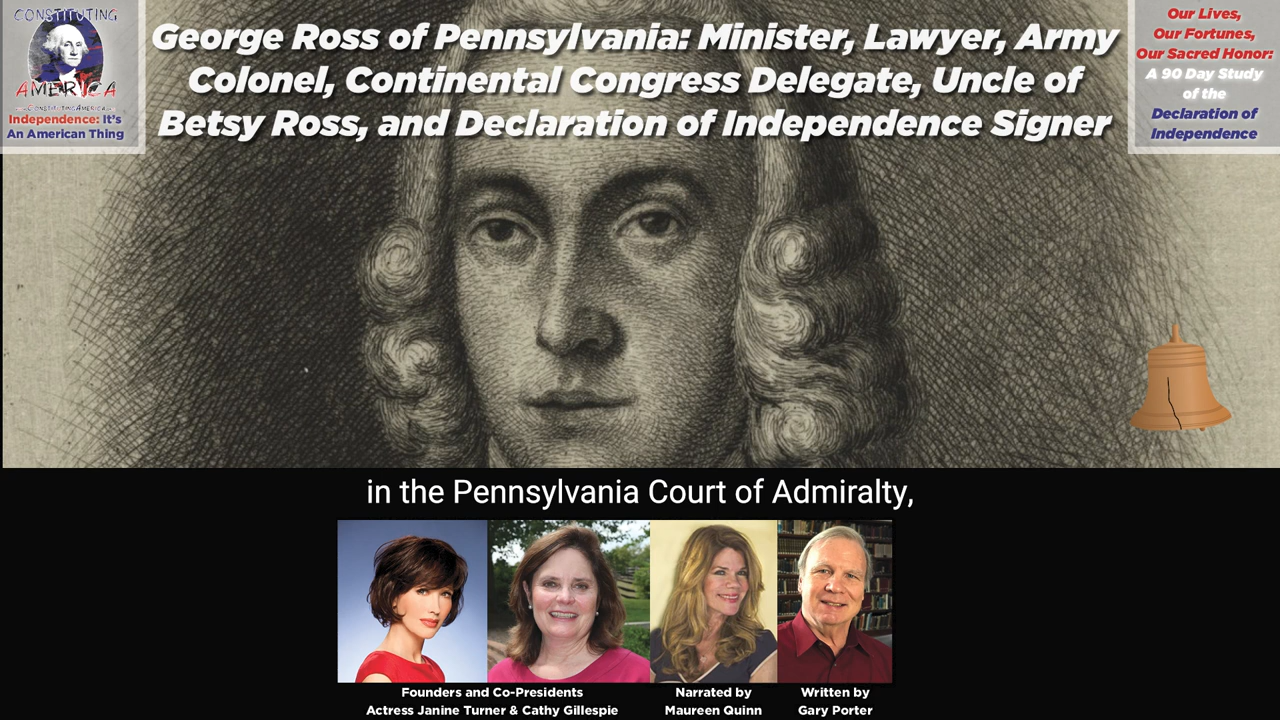 CONSTITUTING
AMERICA
Independence: It's
An American Thing
George Ross of Pennsylvania: Minister, Lawyer, Army
Colonel, Continental Congress Delegate, Uncle of
Betsy Ross, and Declaration of Independence Signer
Our Lives,
Our Fortunes,
Our Sacred Honor:
A 90 Day Study
of the
Declaration of
Independence
in the Pennsylvania Court of Admiralty,
Founders and Co-Presidents
Actress Janine Turner & Cathy Gillespie
Narrated by
Maureen Quinn
Written by
Gary Porter